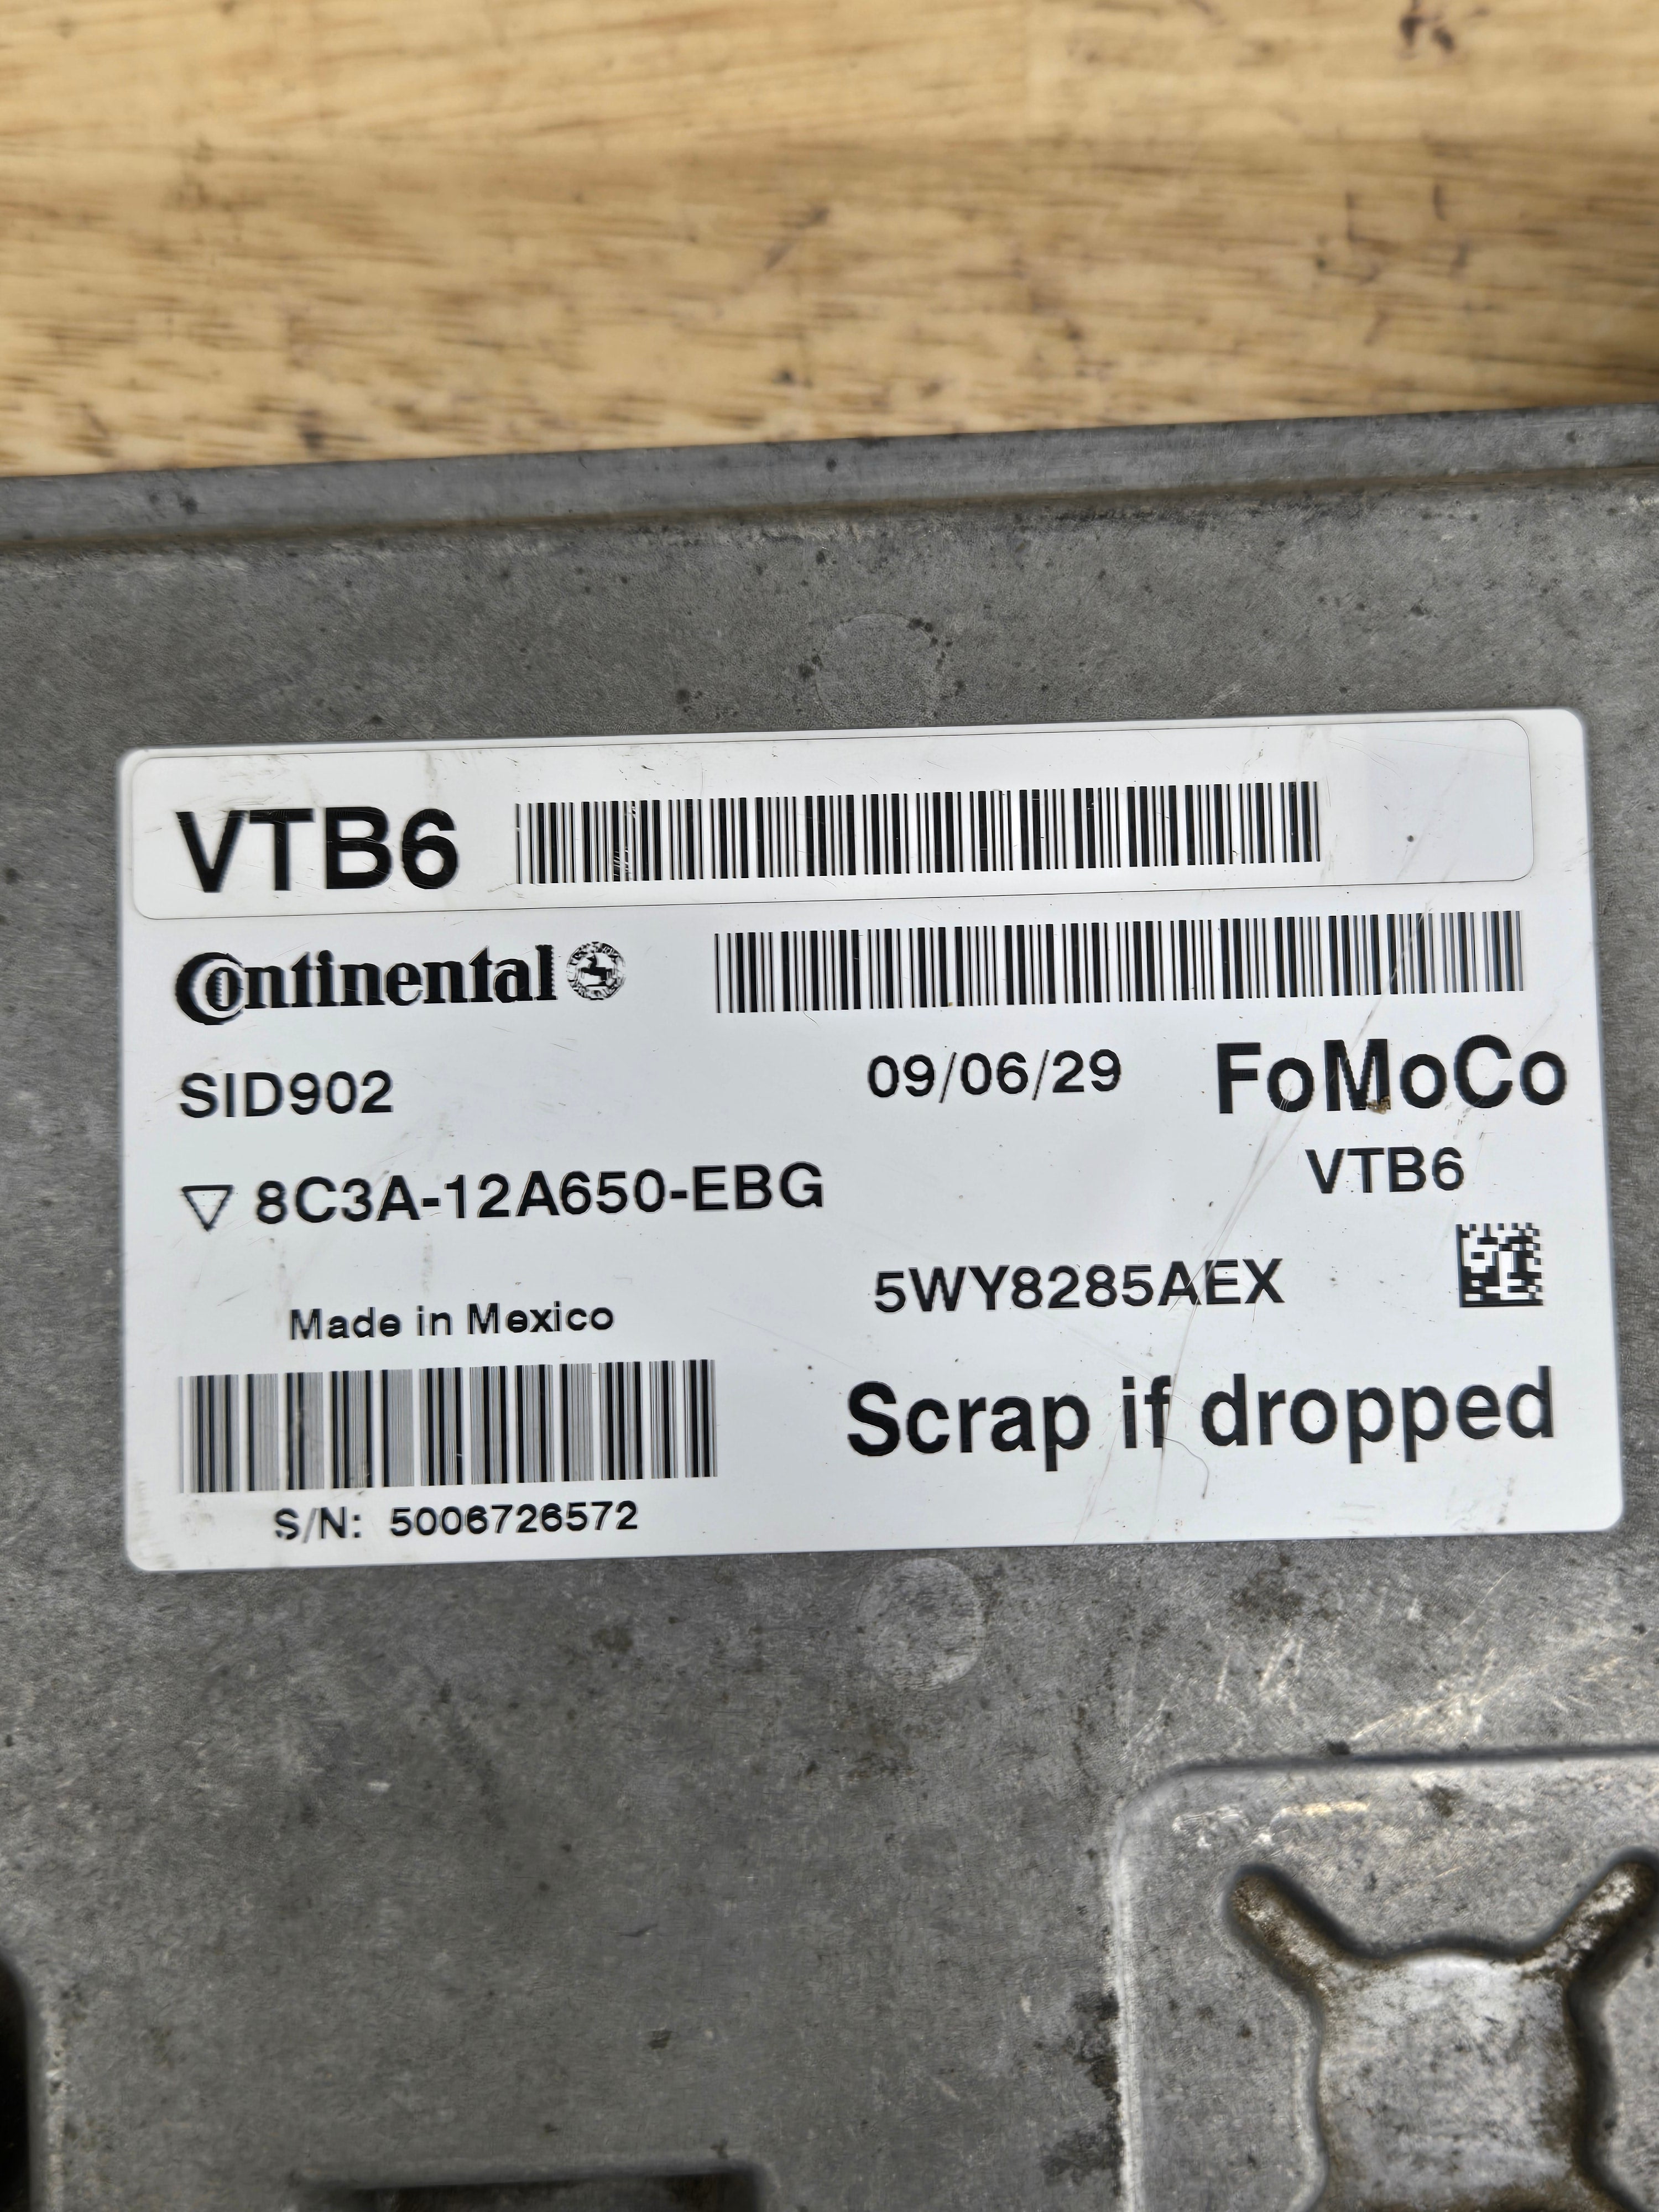 VTB6
Continental
SID902 09/06/29 FoMoCo
8C3A-12A650-EBG VTB6
Made in Mexico 5WY8285AEX
Scrap if dropped
S/N: 5006726572